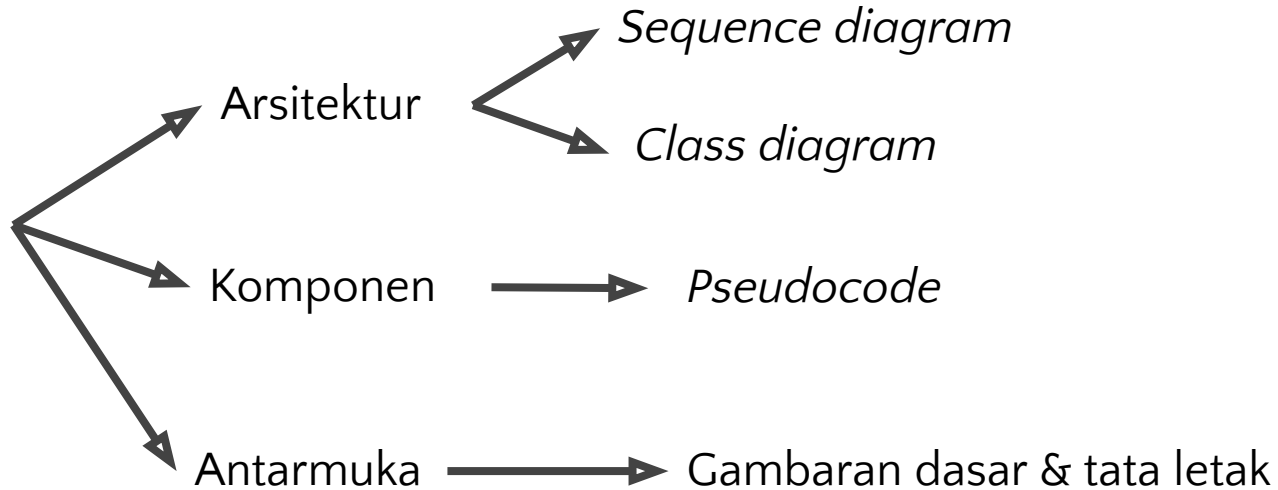 Sequence diagram
Arsitektur
Class diagram
Komponen
Pseudocode
Antarmuka
Gambaran dasar & tata letak